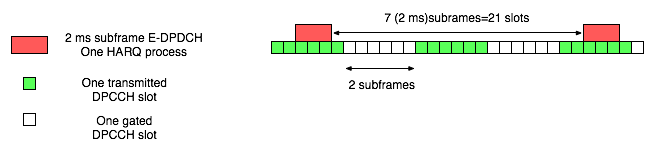 7 (2 ms)subrames=21 slots
2 ms subframe E-DPDCH
One HARQ process
2 subframes
One transmitted
DPCCH slot
One gated
DPCCH slot